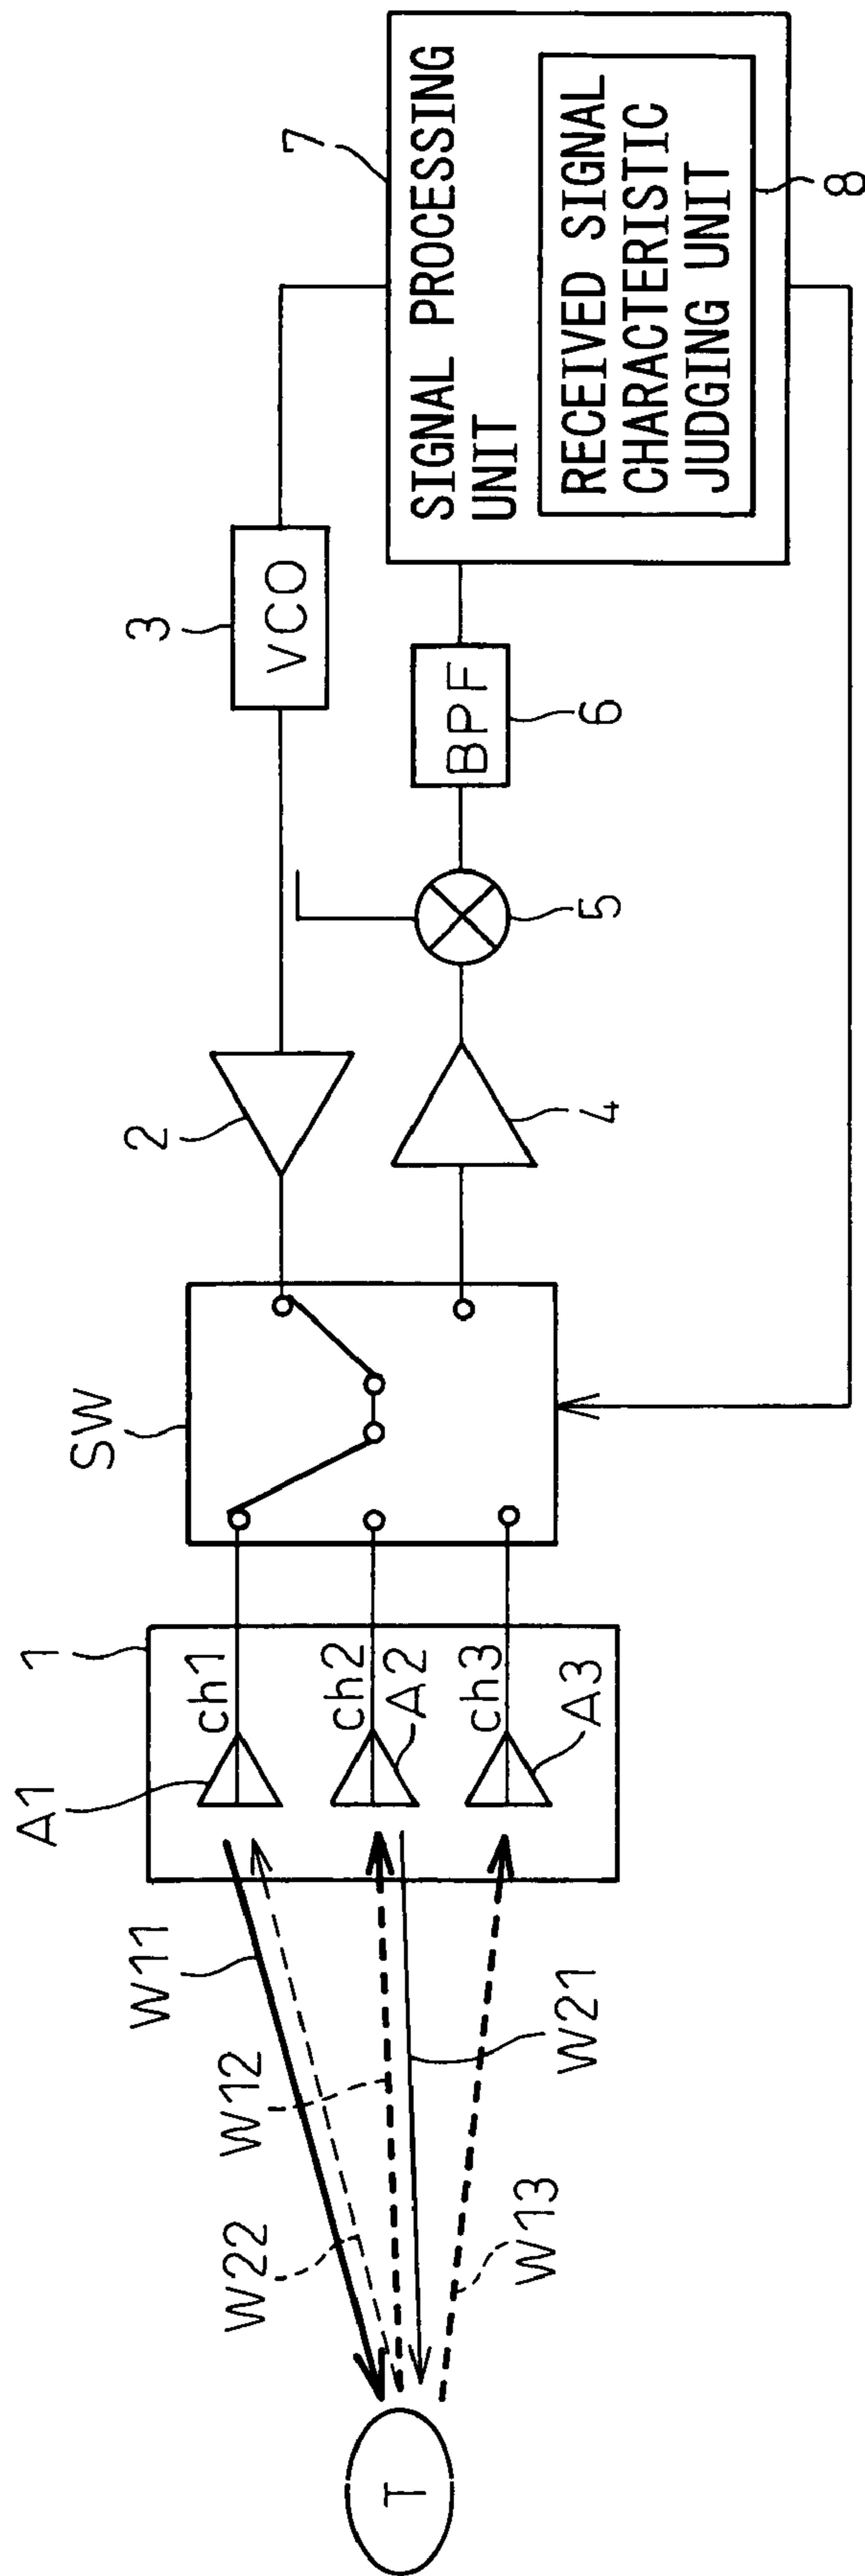 T
W22
W12
W11
W21
W13
A1
1
ch1
ch2
A2
ch3
A3
SW
2
4
5
3
VCO
BPF
6
7
SIGNAL PROCESSING
UNIT
RECEIVED SIGNAL
CHARACTERISTIC
JUDGING UNIT
8